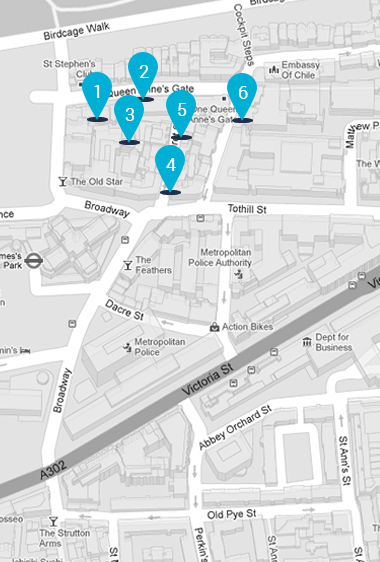 Birdcage Walk
Cockpit Steps
St Stephen's
Club
Embassy
Of Chile
2
Queen Anne's Gate
1
3
5
6
One Queen
Anne's Gate
4
The Old Star
Broadway
Tothill St
The
Feathers
Metropolitan
Police Authority
Park
Dacre St
Action Bikes
Metropolitan
Police
Dept for
Business
Victoria St
Broadway
Abbey Orchard St
St Ann's St
A302
Old Pye St
The Strutton
Arms